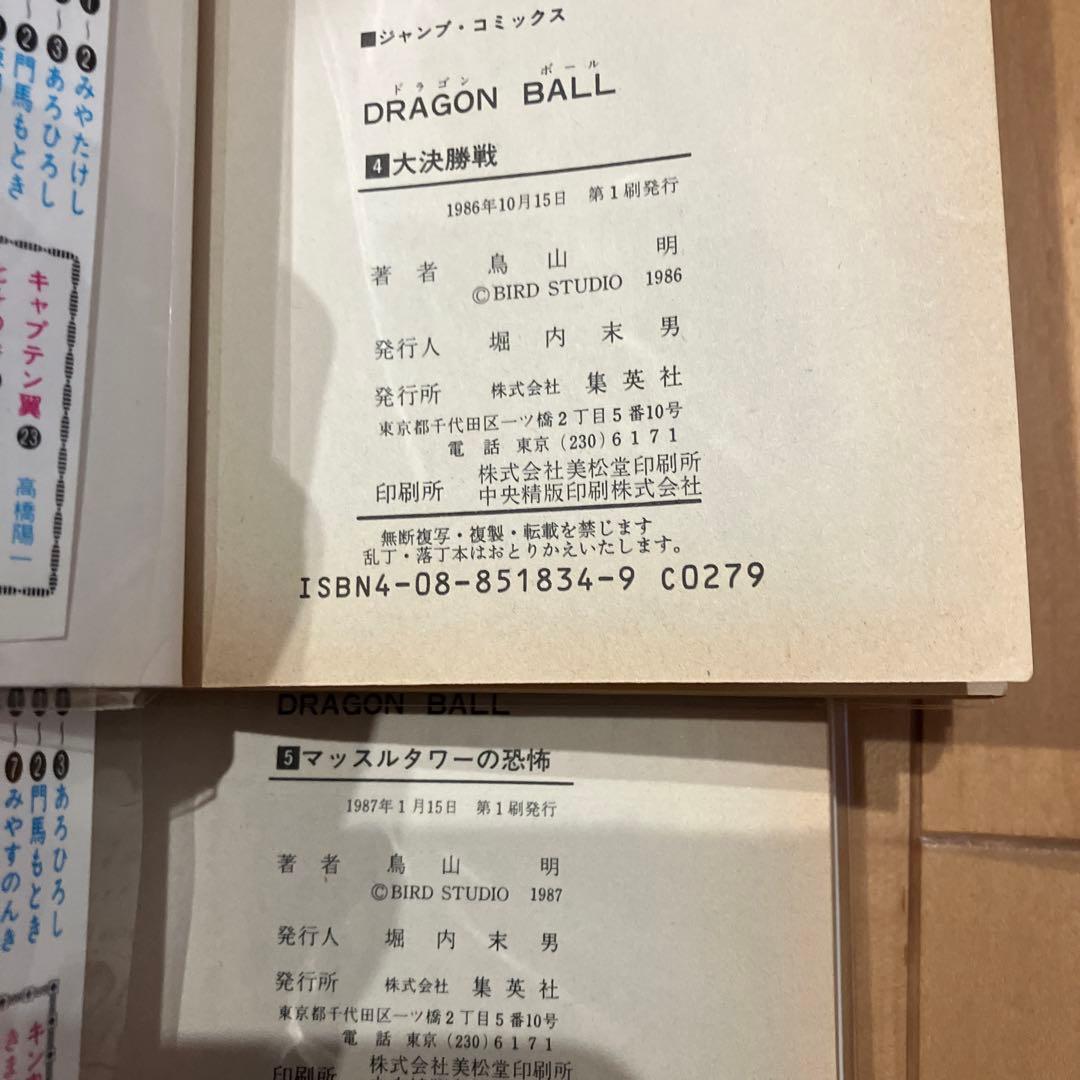 ■ジャンプ・コミックス
ドラゴン ボール
DRAGON BALL
4 大決勝戦
1986年10月15日 第1刷発行
著者 鳥山明
©BIRD STUDIO 1986
発行人 堀内末男
発行所 株式会社 集英社
東京都千代田区一ツ橋2丁目5番10号
電話 東京(230)6171
印刷所 株式会社美松堂印刷所
中央精版印刷株式会社
無断複写・複製・転載を禁じます
乱丁・落丁本はおとりかえいたします。
ISBN4-08-851834-9 C0279
1〜2 みやたけし
〜3 あろひろし
〜2 門馬もとき
キャプテン翼 23 高橋陽一
DRAGON BALL
5 マッスルタワーの恐怖
1987年1月15日 第1刷発行
著者 鳥山明
©BIRD STUDIO 1987
発行人 堀内末男
発行所 株式会社 集英社
東京都千代田区一ツ橋2丁目5番10号
電話 東京(230)6171
印刷所 株式会社美松堂印刷所
〜3 あろひろし
〜2 門馬もとき
〜7 みやすのんき